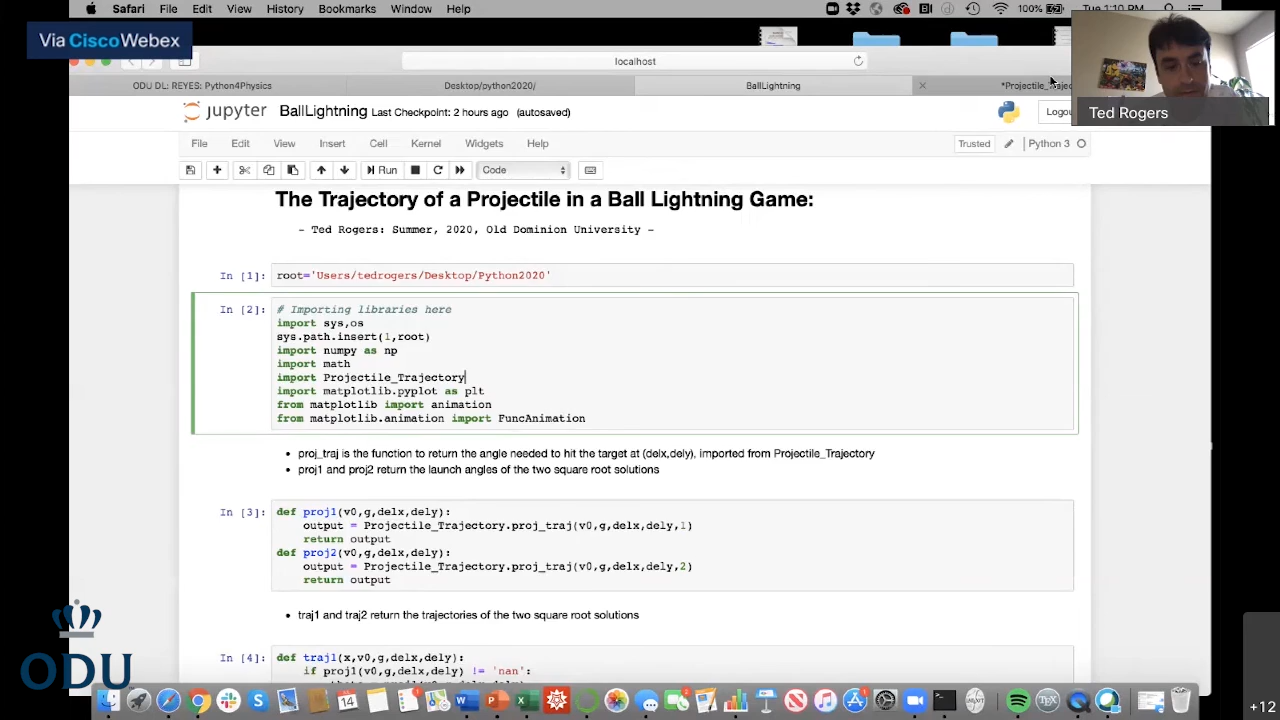 Safari File Edit View History Bookmarks Window Help
100%
Via CiscoWebex
localhost
ODU DL: REYES: Python4Physics
Desktop/python2020/
BallLightning
*Projectile_Trajec
Ted Rogers
jupyter BallLightning Last Checkpoint: 2 hours ago (autosaved)
Logou
File Edit View Insert Cell Kernel Widgets Help
Trusted
Python 3
Run
Code
The Trajectory of a Projectile in a Ball Lightning Game:
- Ted Rogers: Summer, 2020, Old Dominion University -
In [1]: root='Users/tedrogers/Desktop/Python2020'
In [2]: # Importing libraries here
import sys,os
sys.path.insert(1,root)
import numpy as np
import math
import Projectile_Trajectory
import matplotlib.pyplot as plt
from matplotlib import animation
from matplotlib.animation import FuncAnimation
• proj_traj is the function to return the angle needed to hit the target at (delx,dely), imported from Projectile_Trajectory
• proj1 and proj2 return the launch angles of the two square root solutions
In [3]: def proj1(v0,g,delx,dely):
output = Projectile_Trajectory.proj_traj(v0,g,delx,dely,1)
return output
def proj2(v0,g,delx,dely):
output = Projectile_Trajectory.proj_traj(v0,g,delx,dely,2)
return output
• traj1 and traj2 return the trajectories of the two square root solutions
In [4]: def traj1(x,v0,g,delx,dely):
if proj1(v0,g,delx,dely) != 'nan':
ODU
+12